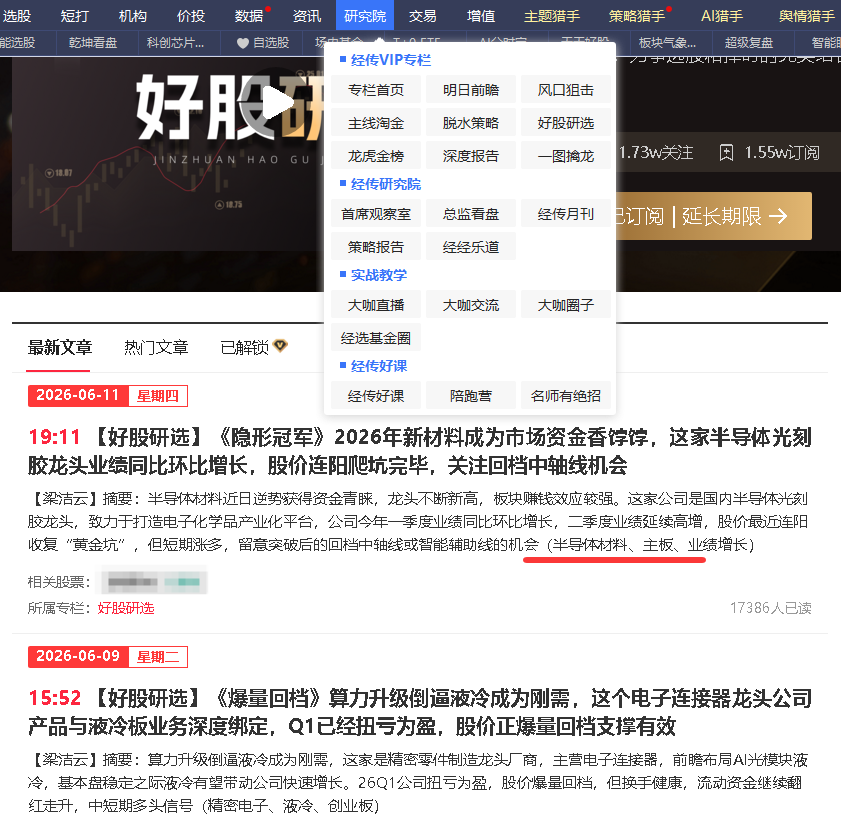 选股 短打 机构 价投 数据 资讯 研究院 交易 增值 主题猎手 策略猎手 AI猎手 舆情猎手
能选股 乾坤看盘 科创芯片... 自选股 板块气象... 超级复盘 智能
经传VIP专栏
专栏首页 明日前瞻 风口狙击
主线淘金 脱水策略 好股研选
龙虎金榜 深度报告 一图擒龙
经传研究院
首席观察室 总监看盘 经传月刊
策略报告 经经乐道
实战教学
大咖直播 大咖交流 大咖圈子
经选基金圈
经传好课
经传好课 陪跑营 名师有绝招
好股研
JINZHUAN HAO GU
18.07
18.75
1.73w关注 1.55w订阅
已订阅 | 延长期限 →
最新文章 热门文章 已解锁
2026-06-11 星期四
19:11 【好股研选】《隐形冠军》2026年新材料成为市场资金香饽饽，这家半导体光刻
胶龙头业绩同比环比增长，股价连阳爬坑完毕，关注回档中轴线机会
【梁洁云】摘要：半导体材料近日逆势获得资金青睐，龙头不断新高，板块赚钱效应较强。这家公司是国内半导体光刻
胶龙头，致力于打造电子化学品产业化平台，公司今年一季度业绩同比环比增长，二季度业绩延续高增，股价最近连阳
收复“黄金坑”，但短期涨多，留意突破后的回档中轴线或智能辅助线的机会（半导体材料、主板、业绩增长）
相关股票：
所属专栏：好股研选 17386人已读
2026-06-09 星期二
15:52 【好股研选】《爆量回档》算力升级倒逼液冷成为刚需，这个电子连接器龙头公司
产品与液冷板业务深度绑定，Q1已经扭亏为盈，股价正爆量回档支撑有效
【梁洁云】摘要：算力升级倒逼液冷成为刚需，这家是精密零件制造龙头厂商，主营电子连接器，前瞻布局AI光模块液
冷，基本盘稳定之际液冷有望带动公司快速增长。26Q1公司扭亏为盈，股价爆量回档，但换手健康，流动资金继续翻
红走升，中短期多头信号（精密电子、液冷、创业板）